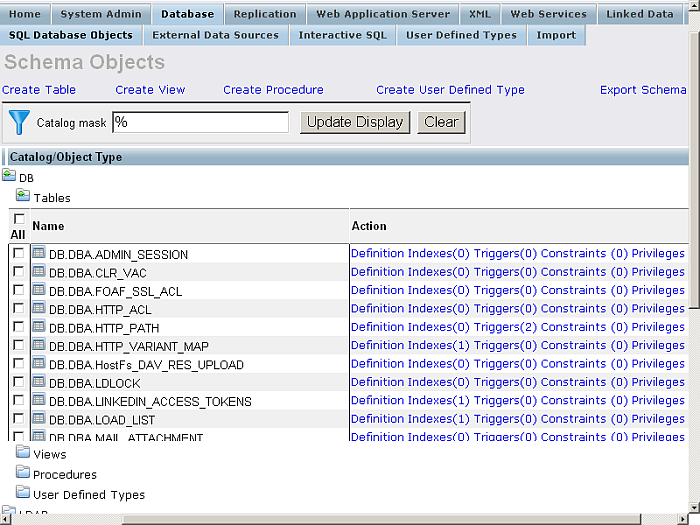 Home System Admin Database Replication Web Application Server XML Web Services Linked Data
SQL Database Objects External Data Sources Interactive SQL User Defined Types Import
Schema Objects
Create Table Create View Create Procedure Create User Defined Type Export Schema
Catalog mask % Update Display Clear
Catalog/Object Type
DB
Tables
All Name Action
DB.DBA.ADMIN_SESSION Definition Indexes(0) Triggers(0) Constraints (0) Privileges
DB.DBA.CLR_VAC Definition Indexes(0) Triggers(0) Constraints (0) Privileges
DB.DBA.FOAF_SSL_ACL Definition Indexes(0) Triggers(0) Constraints (0) Privileges
DB.DBA.HTTP_ACL Definition Indexes(0) Triggers(0) Constraints (0) Privileges
DB.DBA.HTTP_PATH Definition Indexes(0) Triggers(2) Constraints (0) Privileges
DB.DBA.HTTP_VARIANT_MAP Definition Indexes(1) Triggers(0) Constraints (0) Privileges
DB.DBA.HostFs_DAV_RES_UPLOAD Definition Indexes(0) Triggers(0) Constraints (0) Privileges
DB.DBA.LDLOCK Definition Indexes(0) Triggers(0) Constraints (0) Privileges
DB.DBA.LINKEDIN_ACCESS_TOKENS Definition Indexes(1) Triggers(0) Constraints (0) Privileges
DB.DBA.LOAD_LIST Definition Indexes(1) Triggers(0) Constraints (0) Privileges
DB.DBA.MAIL_ATTACHMENT Definition Indexes(0) Triggers(0) Constraints (0) Privileges
Views
Procedures
User Defined Types